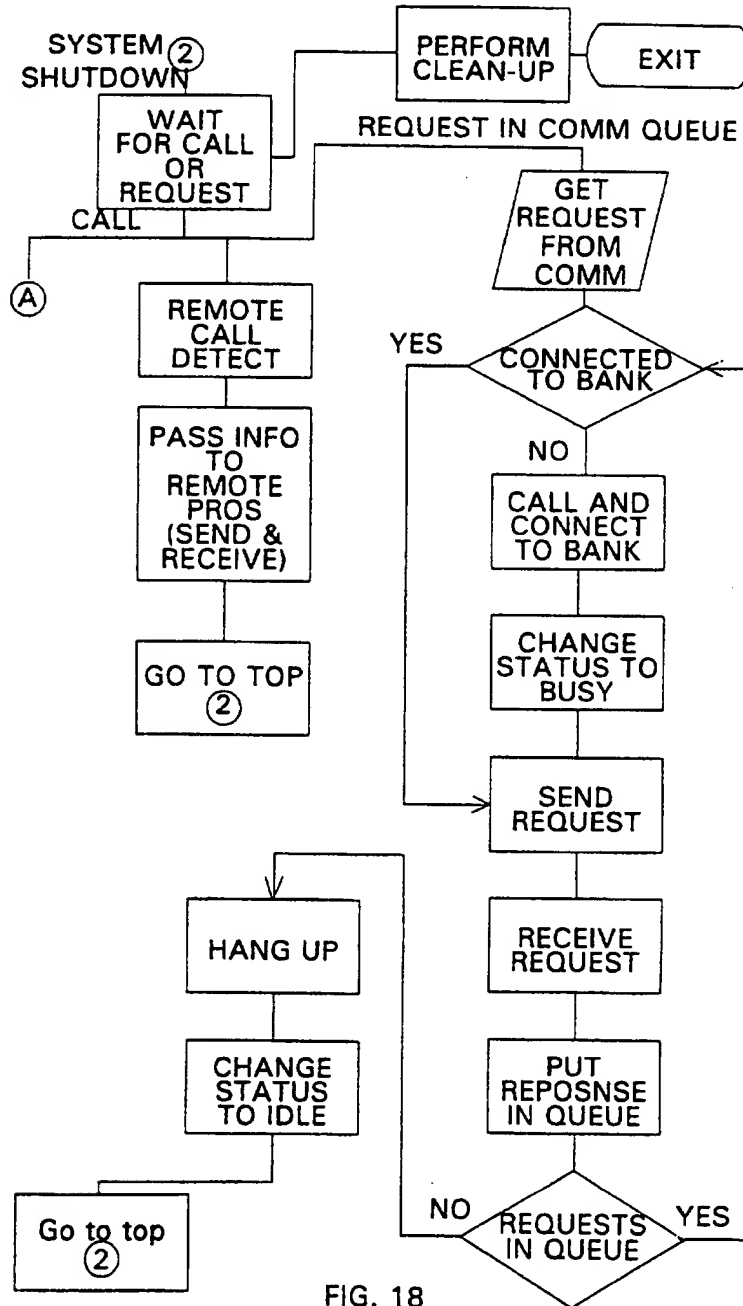 SYSTEM
SHUTDOWN
2
PERFORM
CLEAN-UP
EXIT
WAIT
FOR CALL
OR
REQUEST
REQUEST IN COMM QUEUE
CALL
A
GET
REQUEST
FROM
COMM
REMOTE
CALL
DETECT
YES
CONNECTED
TO BANK
PASS INFO
TO
REMOTE
PROS
(SEND &
RECEIVE)
NO
CALL AND
CONNECT
TO BANK
GO TO TOP
2
CHANGE
STATUS TO
BUSY
SEND
REQUEST
HANG UP
RECEIVE
REQUEST
CHANGE
STATUS
TO IDLE
PUT
REPOSNSE
IN QUEUE
Go to top
2
NO
REQUESTS
IN QUEUE
YES
FIG. 18